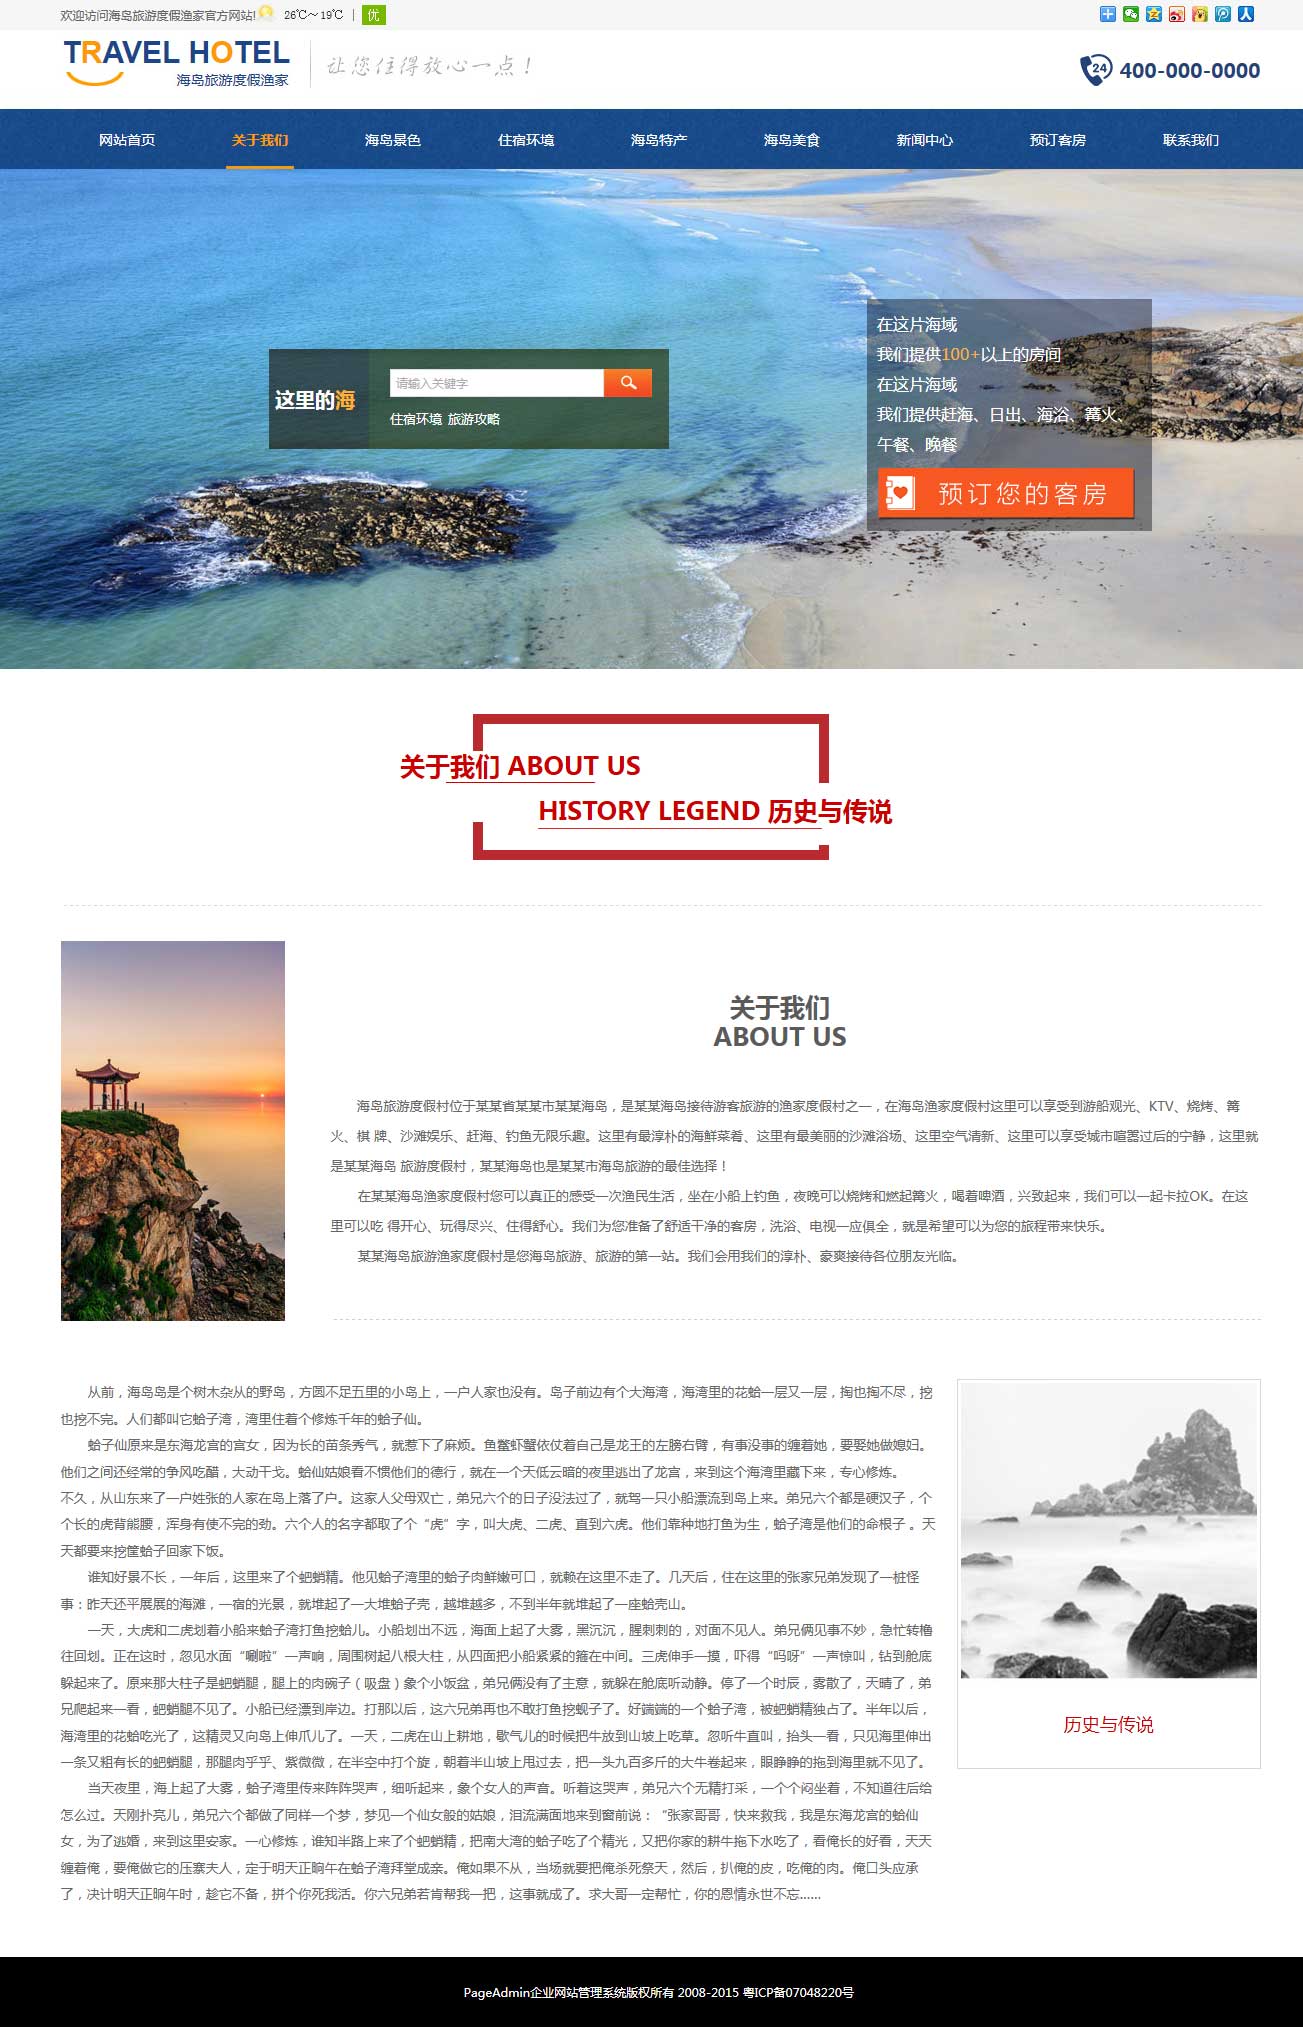 欢迎访问海岛旅游度假渔家官方网站! 26℃～19℃ | 优
TRAVEL HOTEL
海岛旅游度假渔家
让您住得放心一点！
24
400-000-0000
网站首页 关于我们 海岛景色 住宿环境 海岛特产 海岛美食 新闻中心 预订客房 联系我们
这里的海
请输入关键字
住宿环境 旅游攻略
在这片海域
我们提供100+以上的房间
在这片海域
我们提供赶海、日出、海浴、篝火、
午餐、晚餐
预订您的客房
关于我们 ABOUT US
HISTORY LEGEND 历史与传说
关于我们
ABOUT US
海岛旅游度假村位于某某省某某市某某海岛，是某某海岛接待游客旅游的渔家度假村之一，在海岛渔家度假村这里可以享受到游船观光、KTV、烧烤、篝
火、棋 牌、沙滩娱乐、赶海、钓鱼无限乐趣。这里有最淳朴的海鲜菜肴、这里有最美丽的沙滩浴场、这里空气清新、这里可以享受城市喧嚣过后的宁静，这里就
是某某海岛 旅游度假村，某某海岛也是某某市海岛旅游的最佳选择！
在某某海岛渔家度假村您可以真正的感受一次渔民生活，坐在小船上钓鱼，夜晚可以烧烤和燃起篝火，喝着啤酒，兴致起来，我们可以一起卡拉OK。在这
里可以吃 得开心、玩得尽兴、住得舒心。我们为您准备了舒适干净的客房，洗浴、电视一应俱全，就是希望可以为您的旅程带来快乐。
某某海岛旅游渔家度假村是您海岛旅游、旅游的第一站。我们会用我们的淳朴、豪爽接待各位朋友光临。
从前，海岛岛是个树木杂从的野岛，方圆不足五里的小岛上，一户人家也没有。岛子前边有个大海湾，海湾里的花蛤一层又一层，掏也掏不尽，挖
也挖不完。人们都叫它蛤子湾，湾里住着个修炼千年的蛤子仙。
蛤子仙原来是东海龙宫的宫女，因为长的苗条秀气，就惹下了麻烦。鱼鳖虾蟹依仗着自己是龙王的左膀右臂，有事没事的缠着她，要娶她做媳妇。
他们之间还经常的争风吃醋，大动干戈。蛤仙姑娘看不惯他们的德行，就在一个天低云暗的夜里逃出了龙宫，来到这个海湾里藏下来，专心修炼。
不久，从山东来了一户姓张的人家在岛上落了户。这家人父母双亡，弟兄六个的日子没法过了，就驾一只小船漂流到岛上来。弟兄六个都是硬汉子，个
个长的虎背熊腰，浑身有使不完的劲。六个人的名字都取了个“虎”字，叫大虎、二虎、直到六虎。他们靠种地打鱼为生，蛤子湾是他们的命根子 。天
天都要来挖筐蛤子回家下饭。
谁知好景不长，一年后，这里来了个蚆蛸精。他见蛤子湾里的蛤子肉鲜嫩可口，就赖在这里不走了。几天后，住在这里的张家兄弟发现了一桩怪
事：昨天还平展展的海滩，一宿的光景，就堆起了一大堆蛤子壳，越堆越多，不到半年就堆起了一座蛤壳山。
一天，大虎和二虎划着小船来蛤子湾打鱼挖蛤儿。小船划出不远，海面上起了大雾，黑沉沉，腥刺刺的，对面不见人。弟兄俩见事不妙，急忙转橹
往回划。正在这时，忽见水面“唰啦”一声响，周围树起八根大柱，从四面把小船紧紧的箍在中间。三虎伸手一摸，吓得“吗呀”一声惊叫，钻到舱底
躲起来了。原来那大柱子是蚆蛸腿，腿上的肉碗子（吸盘）象个小饭盆，弟兄俩没有了主意，就躲在舱底听动静。停了一个时辰，雾散了，天晴了，弟
兄爬起来一看，蚆蛸腿不见了。小船已经漂到岸边。打那以后，这六兄弟再也不敢打鱼挖蚬子了。好端端的一个蛤子湾，被蚆蛸精独占了。半年以后，
海湾里的花蛤吃光了，这精灵又向岛上伸爪儿了。一天，二虎在山上耕地，歇气儿的时候把牛放到山坡上吃草。忽听牛直叫，抬头一看，只见海里伸出
一条又粗有长的蚆蛸腿，那腿肉乎乎、紫微微，在半空中打个旋，朝着半山坡上甩过去，把一头九百多斤的大牛卷起来，眼睁睁的拖到海里就不见了。
当天夜里，海上起了大雾，蛤子湾里传来阵阵哭声，细听起来，象个女人的声音。听着这哭声，弟兄六个无精打采，一个个闷坐着，不知道往后给
怎么过。天刚扑亮儿，弟兄六个都做了同样一个梦，梦见一个仙女般的姑娘，泪流满面地来到窗前说：“张家哥哥，快来救我，我是东海龙宫的蛤仙
女，为了逃婚，来到这里安家。一心修炼，谁知半路上来了个蚆蛸精，把南大湾的蛤子吃了个精光，又把你家的耕牛拖下水吃了，看俺长的好看，天天
缠着俺，要俺做它的压寨夫人，定于明天正晌午在蛤子湾拜堂成亲。俺如果不从，当场就要把俺杀死祭天，然后，扒俺的皮，吃俺的肉。俺口头应承
了，决计明天正晌午时，趁它不备，拼个你死我活。你六兄弟若肯帮我一把，这事就成了。求大哥一定帮忙，你的恩情永世不忘......
历史与传说
PageAdmin企业网站管理系统版权所有 2008-2015 粤ICP备07048220号